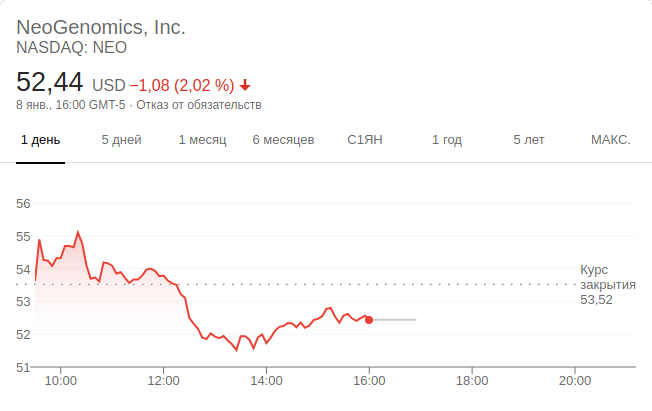 NeoGenomics, Inc.
NASDAQ: NEO
52,44 USD −1,08 (2,02 %)
8 янв., 16:00 GMT-5 · Отказ от обязательств
1 день 5 дней 1 месяц 6 месяцев С1ЯН 1 год 5 лет МАКС.
56
55
54
53
52
51
Курс
закрытия
53,52
10:00 12:00 14:00 16:00 18:00 20:00